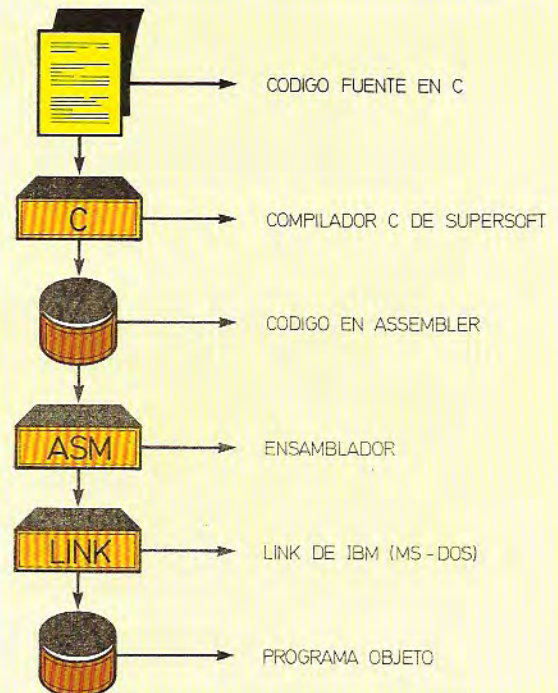 CODIGO FUENTE EN C
C
COMPILADOR C DE SUPERSOFT
CODIGO EN ASSEMBLER
ASM
ENSAMBLADOR
LINK
LINK DE IBM (MS-DOS)
PROGRAMA OBJETO